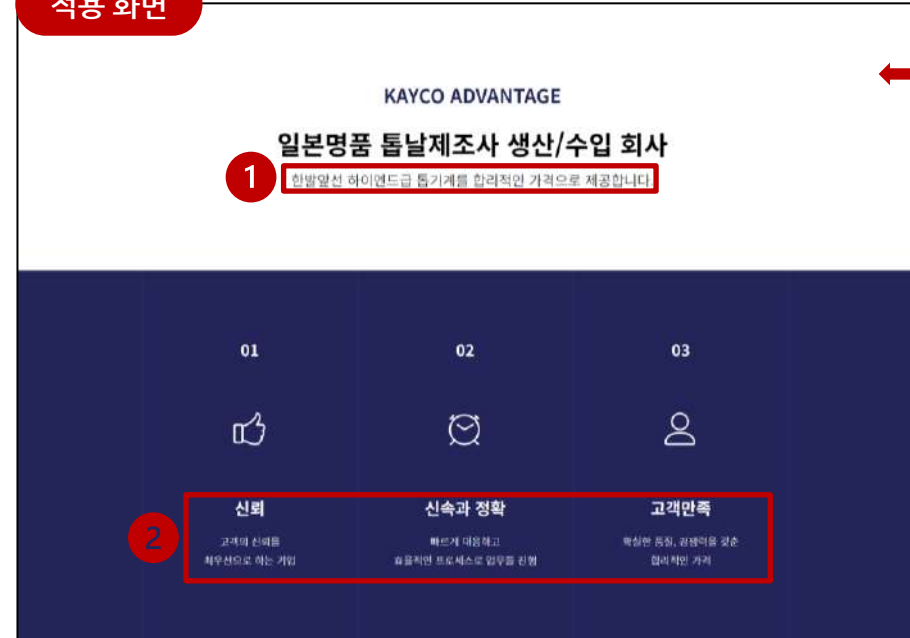 적용 화면
KAYCO ADVANTAGE
일본명품 톱날제조사 생산/수입 회사
1
한발앞선 하이엔드급 톱기계를 합리적인 가격으로 제공합니다.
01
02
03
신뢰
신속과 정확
고객만족
2
고객의 신뢰를
빠르게 대응하고
확실한 품질, 경쟁력을 갖춘
최우선으로 하는 기업
효율적인 프로세스로 업무를 진행
합리적인 가격